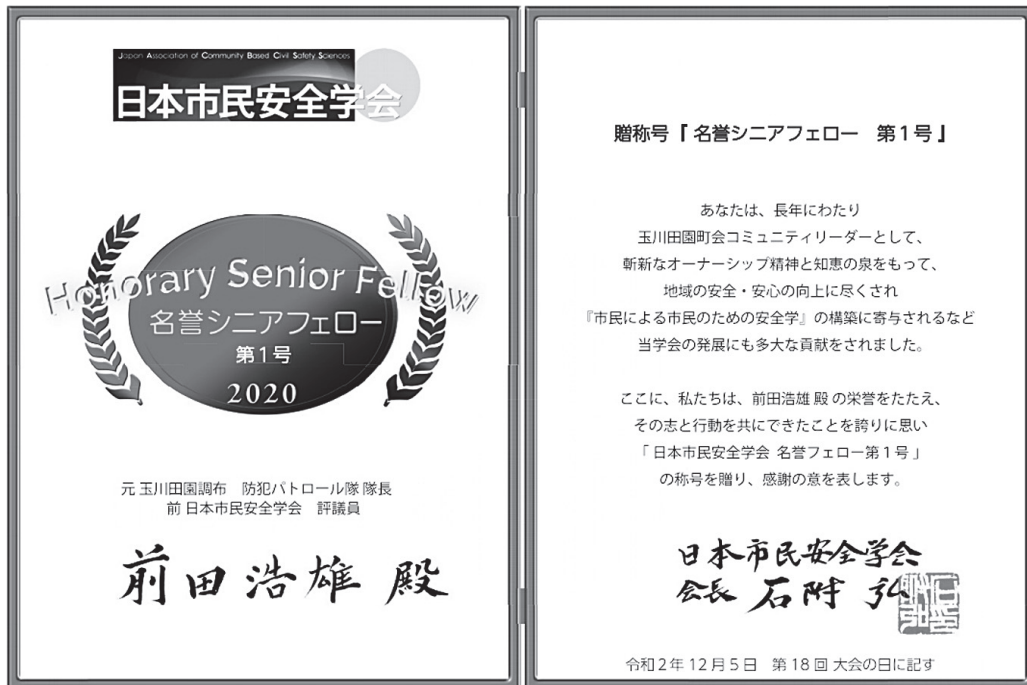 Japan Association of Community Based Civil Safety Sciences
日本市民安全学会
Honorary Senior Fellow
名誉シニアフェロー
第1号
2020
元 玉川田園調布　防犯パトロール隊 隊長
前 日本市民安全学会　評議員
前田浩雄 殿
贈称号『 名誉シニアフェロー　第1号 』
あなたは、長年にわたり
玉川田園町会コミュニティリーダーとして、
斬新なオーナーシップ精神と知恵の泉をもって、
地域の安全・安心の向上に尽くされ
『市民による市民のための安全学』の構築に寄与されるなど
当学会の発展にも多大な貢献をされました。
ここに、私たちは、前田浩雄 殿 の栄誉をたたえ、
その志と行動を共にできたことを誇りに思い
「 日本市民安全学会 名誉フェロー第1号 」
の称号を贈り、感謝の意を表します。
日本市民安全学会
会長 石附 弘
令和2年12月5日　第18回 大会の日に記す